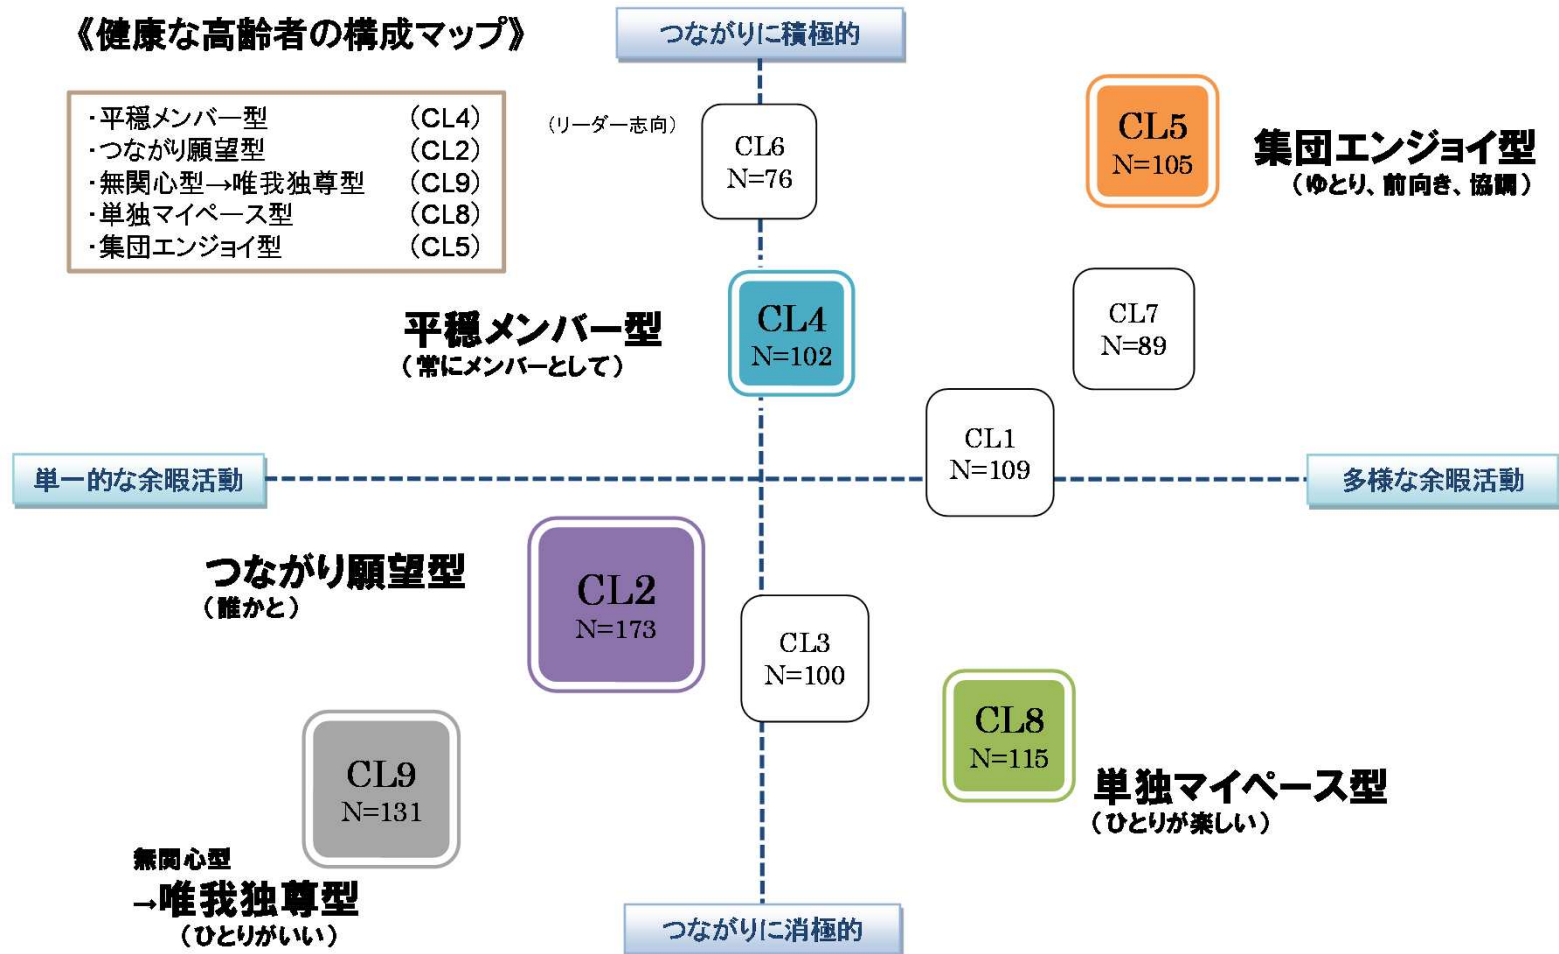 《健康な高齢者の構成マップ》
つながりに積極的
・平穏メンバー型 （CL4）
・つながり願望型 （CL2）
・無関心型→唯我独尊型 （CL9）
・単独マイペース型 （CL8）
・集団エンジョイ型 （CL5）
（リーダー志向）
CL6
N=76
CL5
N=105
集団エンジョイ型
（ゆとり、前向き、協調）
平穏メンバー型
（常にメンバーとして）
CL4
N=102
CL7
N=89
CL1
N=109
単一的な余暇活動
多様な余暇活動
つながり願望型
（誰かと）
CL2
N=173
CL3
N=100
CL8
N=115
単独マイペース型
（ひとりが楽しい）
CL9
N=131
無関心型
→唯我独尊型
（ひとりがいい）
つながりに消極的